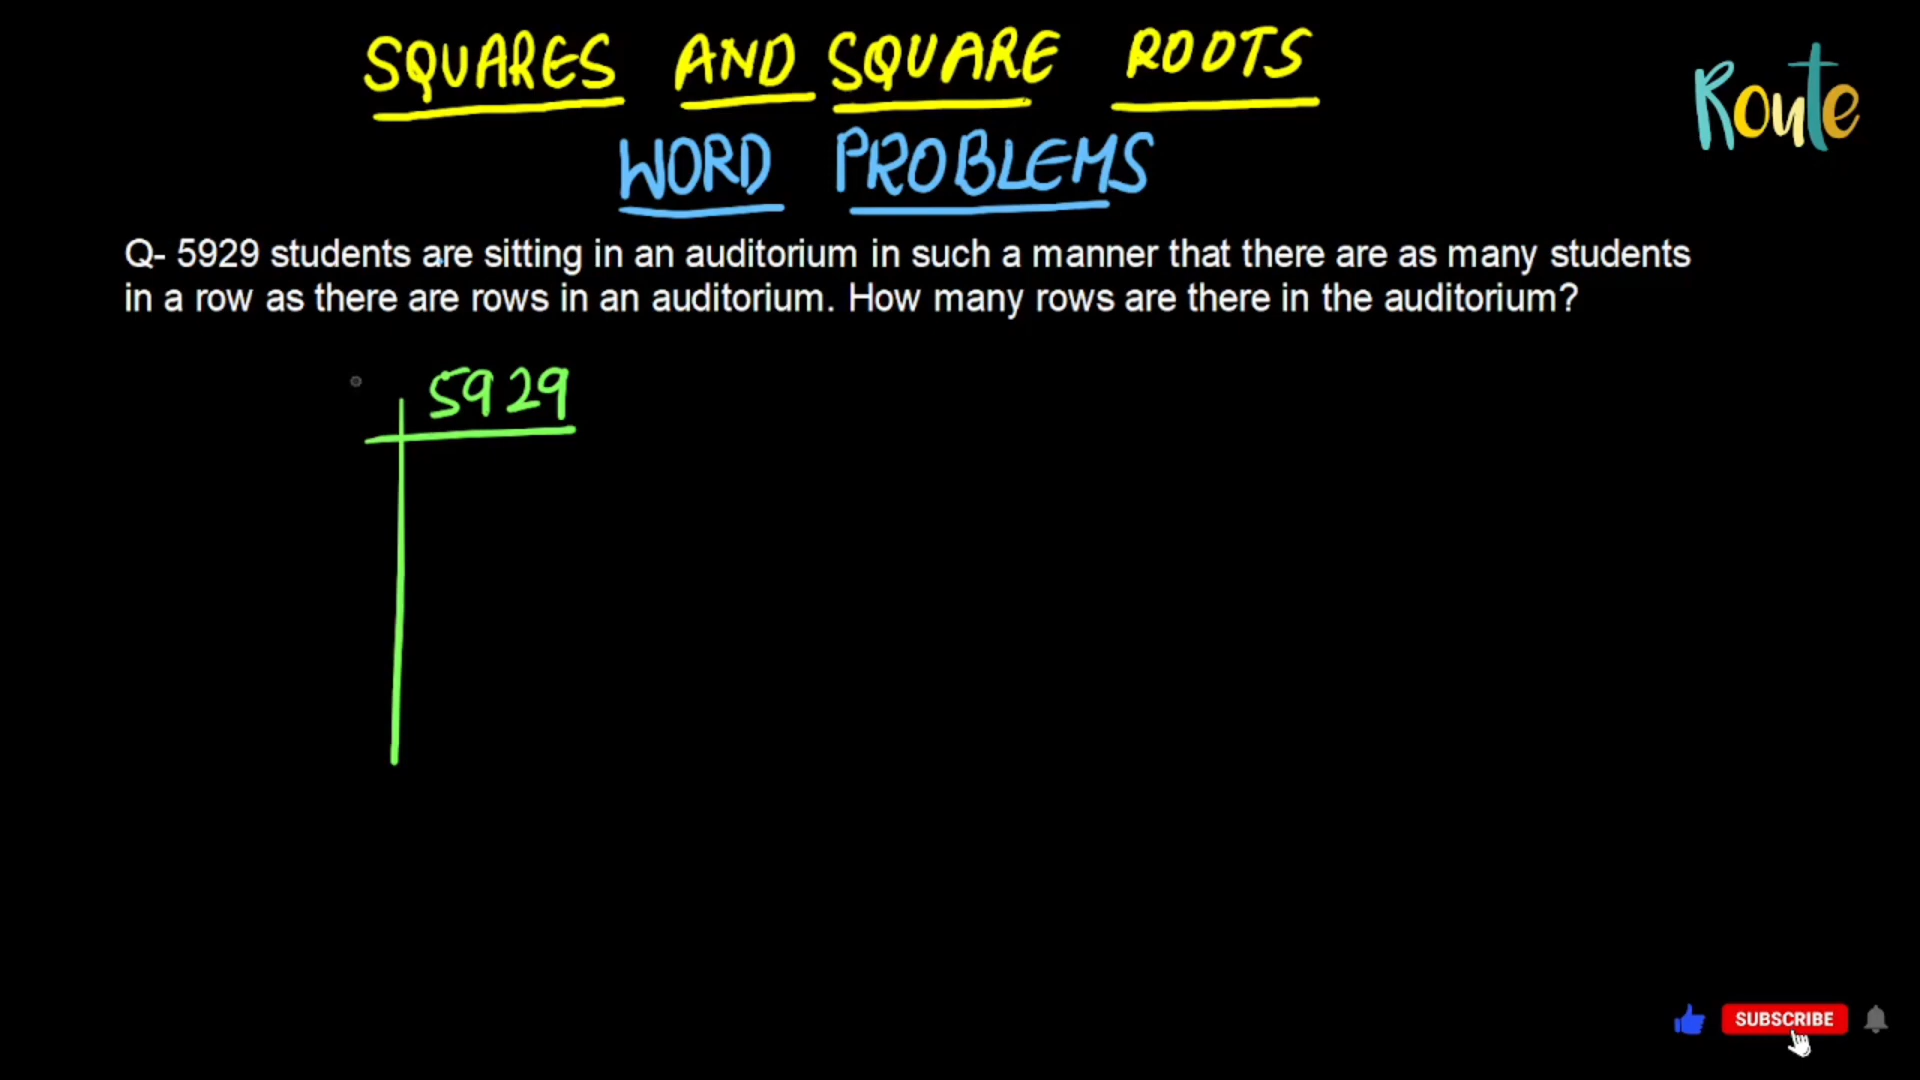 SQUARES AND SQUARE ROOTS
Route
WORD PROBLEMS
Q- 5929 students are sitting in an auditorium in such a manner that there are as many students
in a row as there are rows in an auditorium. How many rows are there in the auditorium?
5929
SUBSCRIBE